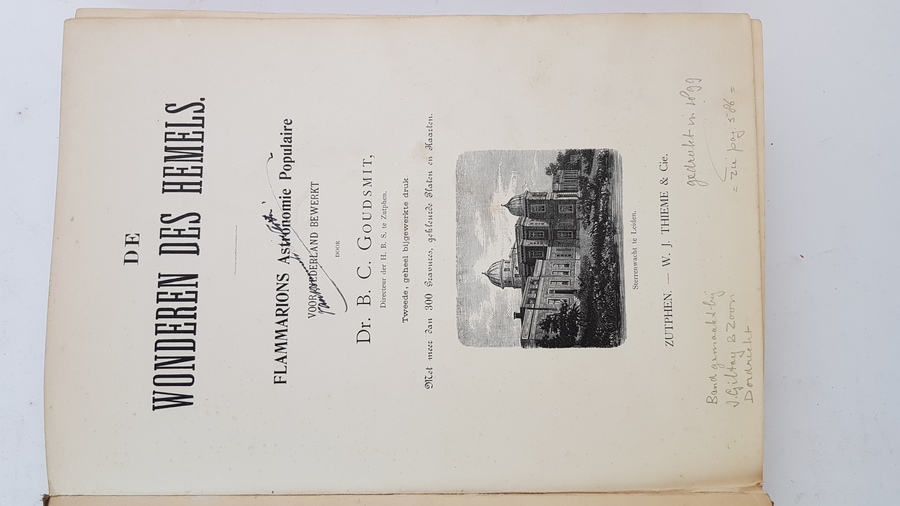 DE
WONDEREN DES HEMELS.
FLAMMARIONS Astronomie Populaire
VOOR NEDERLAND BEWERKT
DOOR
Dr. B. C. GOUDSMIT,
Directeur der H. B. S. te Zutphen.
Tweede, geheel bijgewerkte druk
Met meer dan 300 Gravures, gekleurde Platen en Kaarten.
Sterrenwacht te Leiden.
ZUTPHEN. — W. J. THIEME & Cie.
gedrukt in 1899
= Zie pag 586 =
Band gemaakt bij
J. Giltay & Zoon
Dordrecht